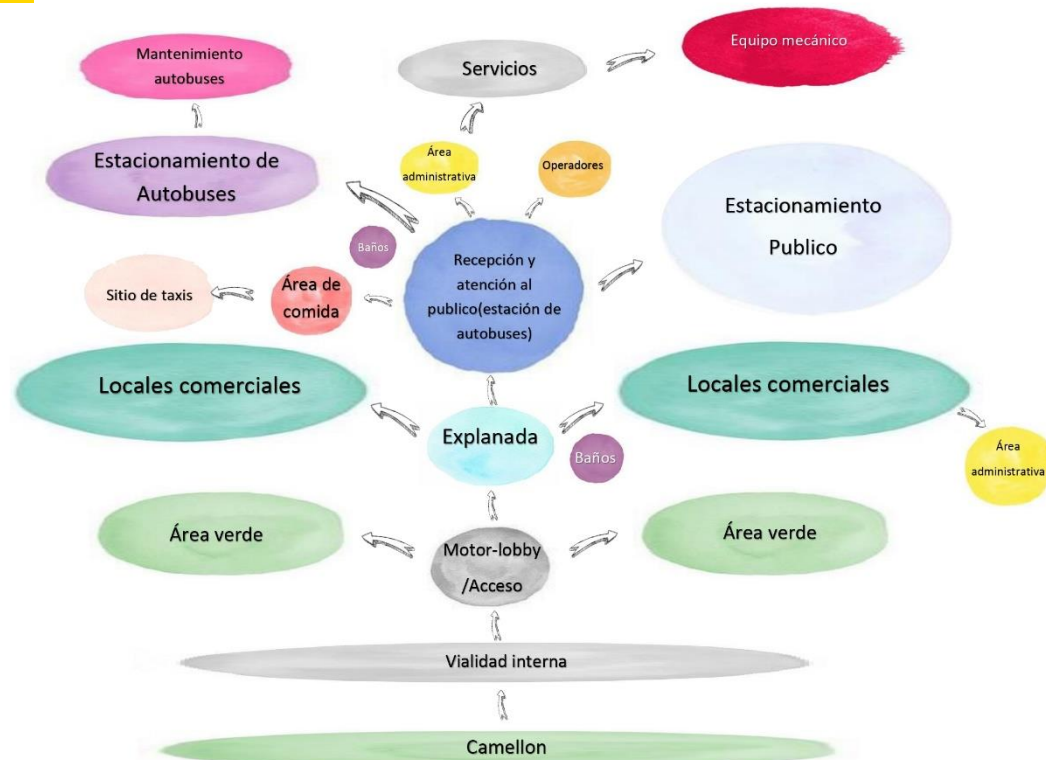 Mantenimiento
autobuses
Servicios
Equipo mecánico
Estacionamiento de
Autobuses
Área
administrativa
Operadores
Estacionamiento
Publico
Baños
Recepción y
atención al
publico(estación de
autobuses)
Sitio de taxis
Área de
comida
Locales comerciales
Locales comerciales
Explanada
Baños
Área
administrativa
Área verde
Motor-lobby
/Acceso
Área verde
Vialidad interna
Camellon